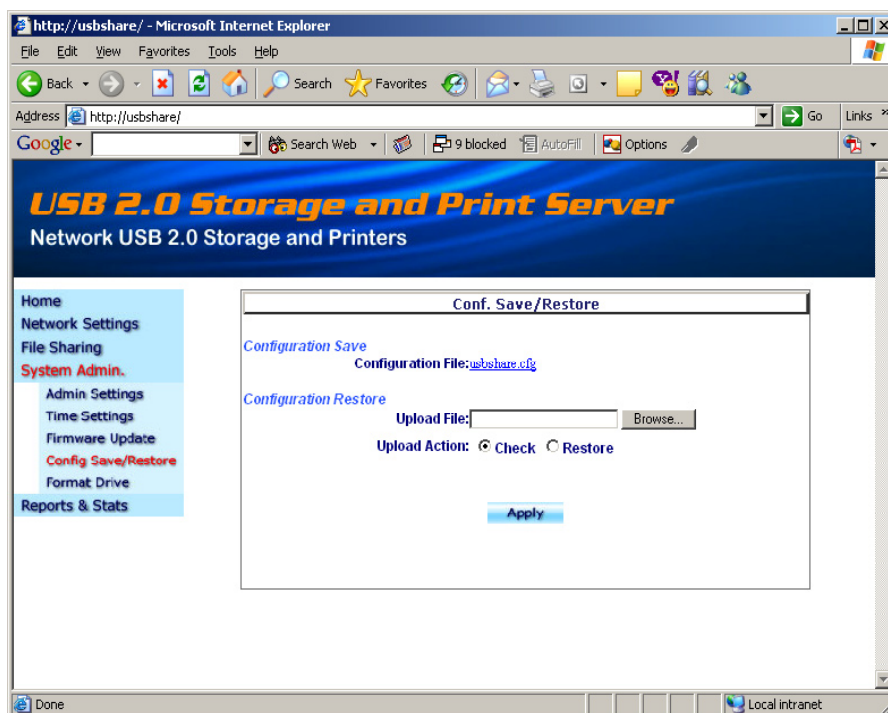 http://usbshare/ - Microsoft Internet Explorer
File Edit View Favorites Tools Help
Back Search Favorites
Address http://usbshare/ Go Links »
Google Search Web 9 blocked AutoFill Options
USB 2.0 Storage and Print Server
Network USB 2.0 Storage and Printers
Home
Network Settings
File Sharing
System Admin.
Admin Settings
Time Settings
Firmware Update
Config Save/Restore
Format Drive
Reports & Stats
Conf. Save/Restore
Configuration Save
Configuration File:usbshare.cfg
Configuration Restore
Upload File: Browse...
Upload Action: Check Restore
Apply
Done Local intranet